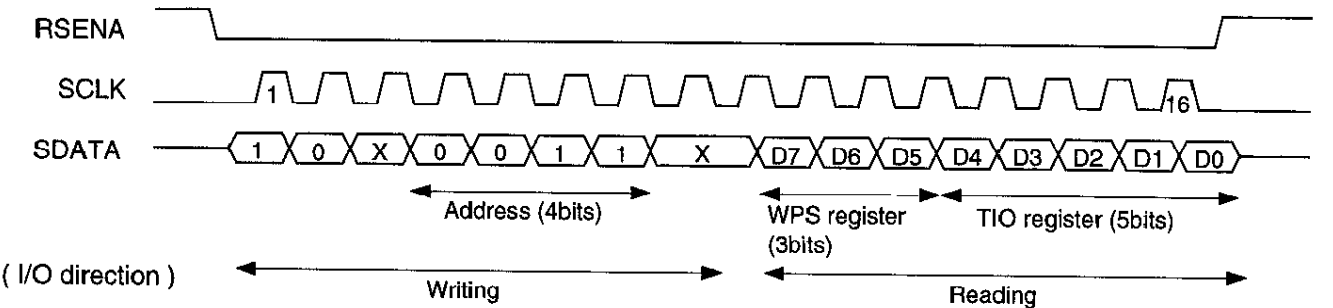 RSENA
SCLK 1 16
SDATA 1 0 X 0 0 1 1 X D7 D6 D5 D4 D3 D2 D1 D0
Address (4bits) WPS register TIO register (5bits)
(3bits)
( I/O direction ) Writing Reading